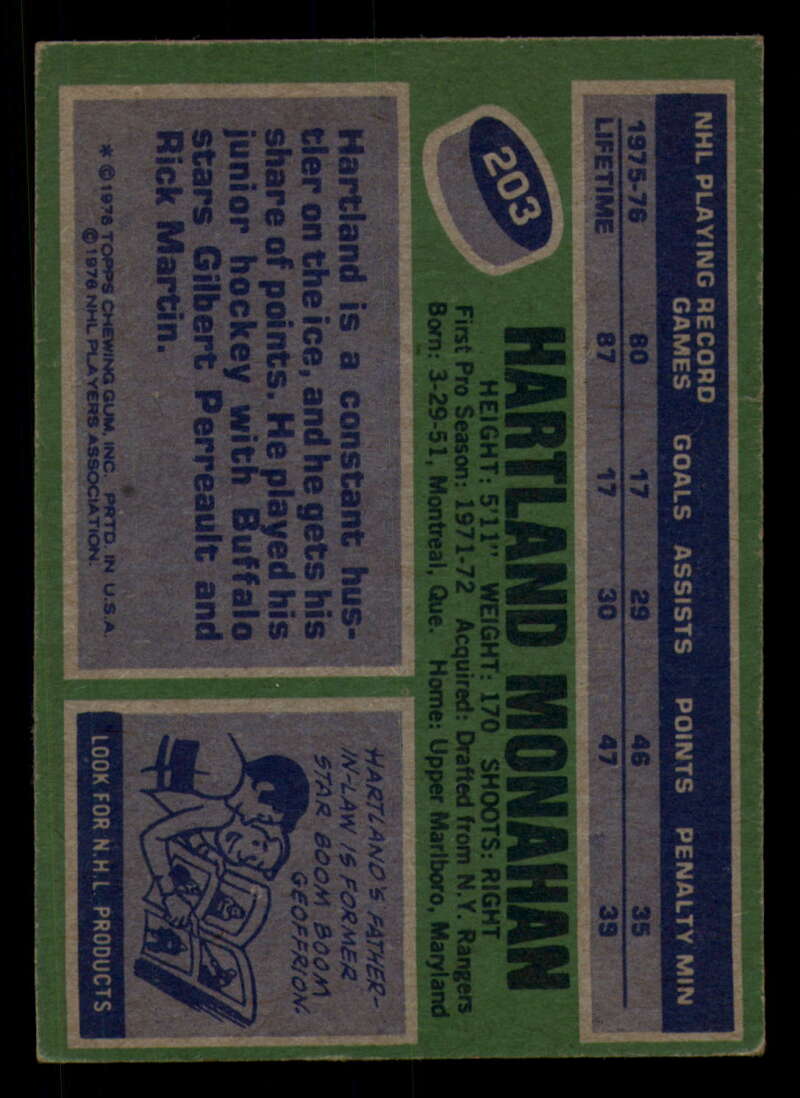 NHL PLAYING RECORD
GAMES GOALS ASSISTS POINTS PENALTY MIN
1975-76 80 17 29 46 35
LIFETIME 87 17 30 47 39
203
HARTLAND MONAHAN
HEIGHT: 5'11" WEIGHT: 170 SHOOTS: RIGHT
First Pro Season: 1971-72 Acquired: Drafted from N.Y. Rangers
Born: 3-29-51, Montreal, Que. Home: Upper Marlboro, Maryland
Hartland is a constant hus-
tler on the ice, and he gets his
share of points. He played his
junior hockey with Buffalo
stars Gilbert Perreault and
Rick Martin.
* © 1976 TOPPS CHEWING GUM, INC. PRTD. IN U.S.A.
© 1976 NHL PLAYERS ASSOCIATION.
HARTLAND'S FATHER-
IN-LAW IS FORMER
STAR BOOM BOOM
GEOFFRION.
LOOK FOR N.H.L. PRODUCTS